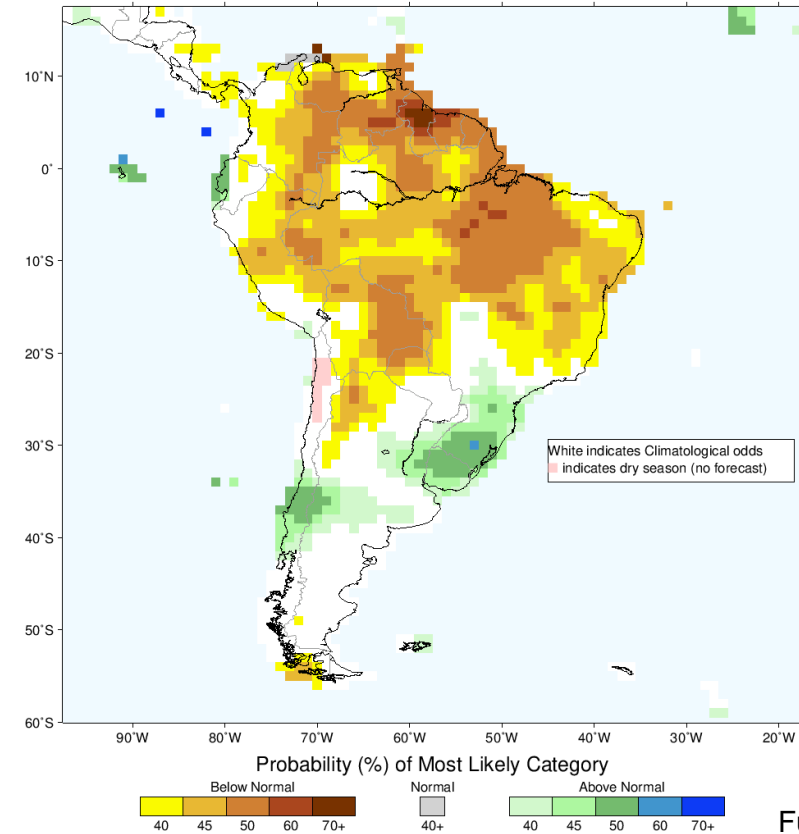 10˚N
0˚
10˚S
20˚S
30˚S
40˚S
50˚S
60˚S
White indicates Climatological odds
indicates dry season (no forecast)
90˚W 80˚W 70˚W 60˚W 50˚W 40˚W 30˚W 20˚W
Probability (%) of Most Likely Category
Below Normal Normal Above Normal
40 45 50 60 70+ 40+ 40 45 50 60 70+